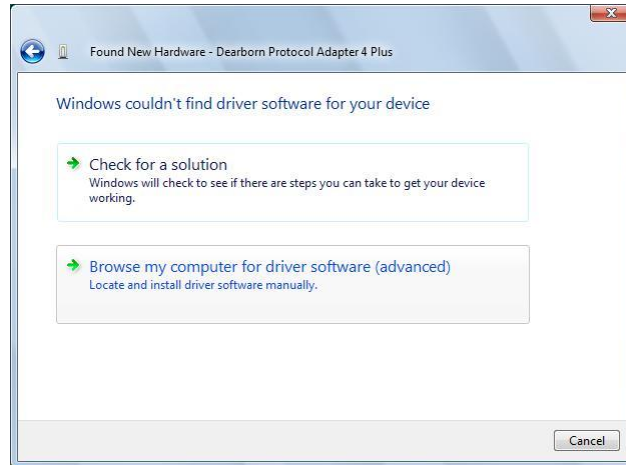 Found New Hardware - Dearborn Protocol Adapter 4 Plus
Windows couldn't find driver software for your device
Check for a solution
Windows will check to see if there are steps you can take to get your device
working.
Browse my computer for driver software (advanced)
Locate and install driver software manually.
Cancel